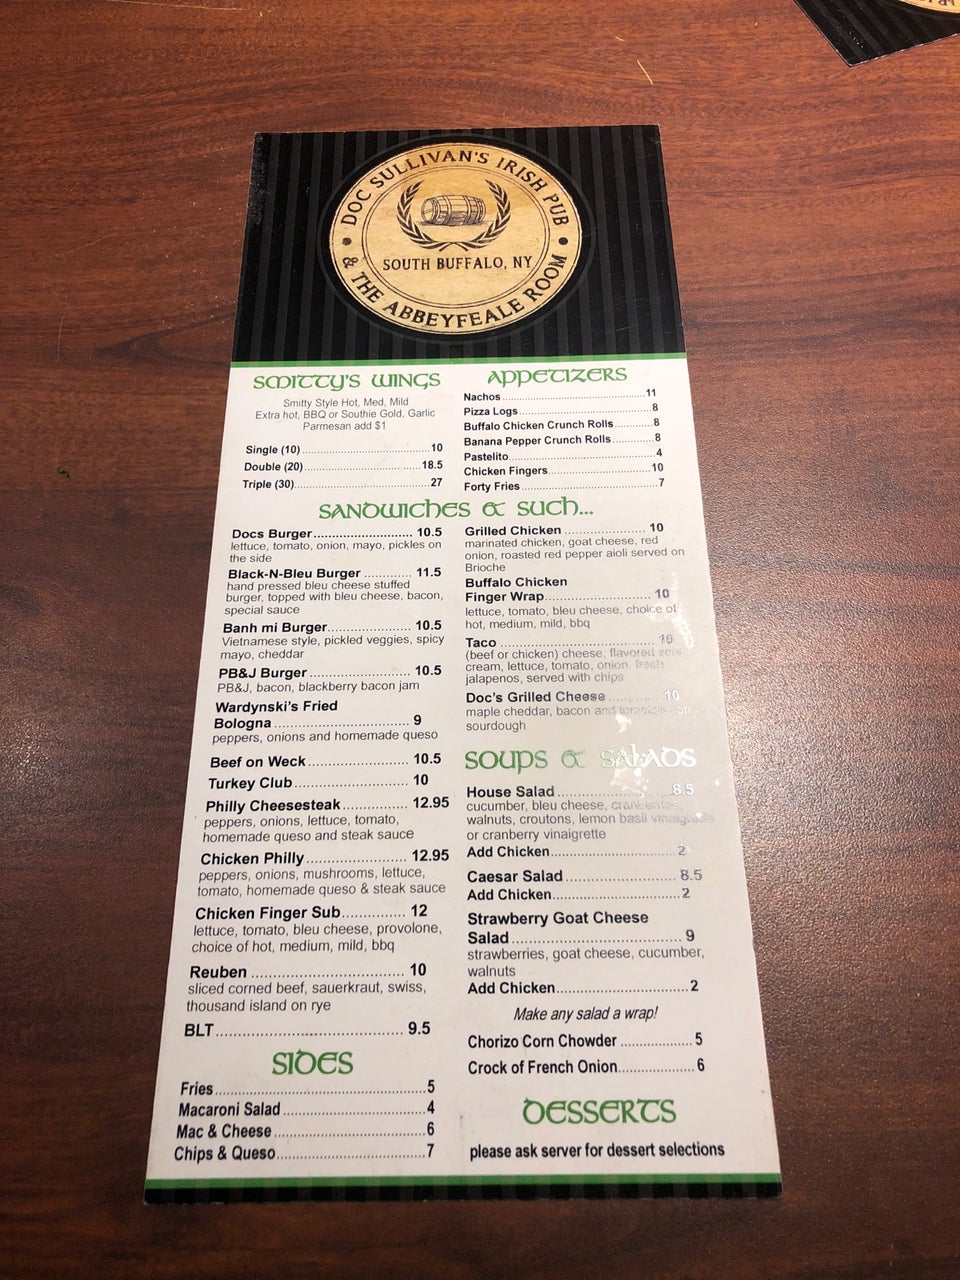 DOC SULLIVAN'S IRISH PUB
& THE ABBEYFEALE ROOM
SOUTH BUFFALO, NY
SMITTY'S WINGS
Smitty Style Hot, Med, Mild
Extra hot, BBQ or Southie Gold, Garlic
Parmesan add $1
Single (10)...10
Double (20)...18.5
Triple (30)...27
APPETIZERS
Nachos...11
Pizza Logs...8
Buffalo Chicken Crunch Rolls...8
Banana Pepper Crunch Rolls...8
Pastelito...4
Chicken Fingers...10
Forty Fries...7
SANDWICHES & SUCH...
Docs Burger...10.5
lettuce, tomato, onion, mayo, pickles on
the side
Black-N-Bleu Burger...11.5
hand pressed bleu cheese stuffed
burger, topped with bleu cheese, bacon,
special sauce
Banh mi Burger...10.5
Vietnamese style, pickled veggies, spicy
mayo, cheddar
PB&J Burger...10.5
PB&J, bacon, blackberry bacon jam
Wardynski's Fried
Bologna...9
peppers, onions and homemade queso
Beef on Weck...10.5
Turkey Club...10
Philly Cheesesteak...12.95
peppers, onions, lettuce, tomato,
homemade queso and steak sauce
Chicken Philly...12.95
peppers, onions, mushrooms, lettuce,
tomato, homemade queso & steak sauce
Chicken Finger Sub...12
lettuce, tomato, bleu cheese, provolone,
choice of hot, medium, mild, bbq
Reuben...10
sliced corned beef, sauerkraut, swiss,
thousand island on rye
BLT...9.5
Grilled Chicken...10
marinated chicken, goat cheese, red
onion, roasted red pepper aioli served on
Brioche
Buffalo Chicken
Finger Wrap...10
lettuce, tomato, bleu cheese, choice of
hot, medium, mild, bbq
Taco...10
(beef or chicken) cheese, flavored sour
cream, lettuce, tomato, onion, fresh
jalapenos, served with chips
Doc's Grilled Cheese...10
maple cheddar, bacon and on
sourdough
SOUPS & SALADS
House Salad...8.5
cucumber, bleu cheese, cranberries,
walnuts, croutons, lemon basil vinaigrette
or cranberry vinaigrette
Add Chicken...2
Caesar Salad...8.5
Add Chicken...2
Strawberry Goat Cheese
Salad...9
strawberries, goat cheese, cucumber,
walnuts
Add Chicken...2
Make any salad a wrap!
Chorizo Corn Chowder...5
Crock of French Onion...6
SIDES
Fries...5
Macaroni Salad...4
Mac & Cheese...6
Chips & Queso...7
DESSERTS
please ask server for dessert selections